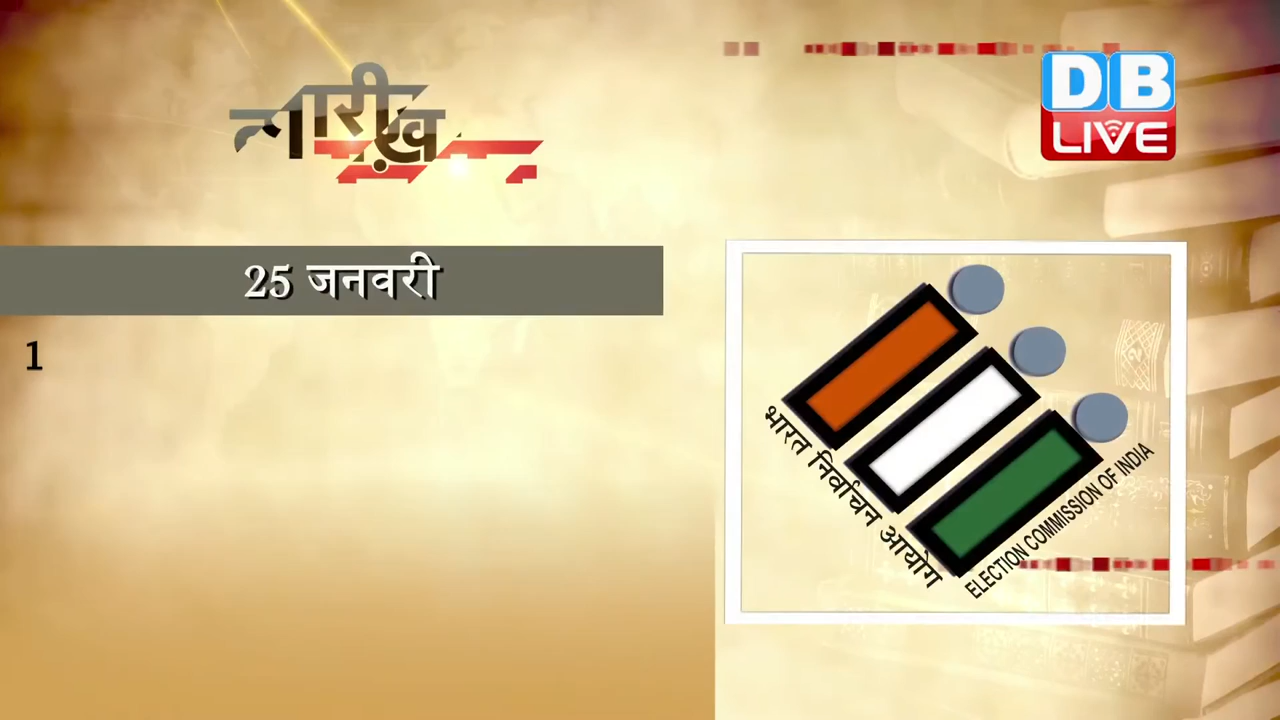 तारीख़
DB
LIVE
25 जनवरी
1
भारत निर्वाचन आयोग
ELECTION COMMISSION OF INDIA